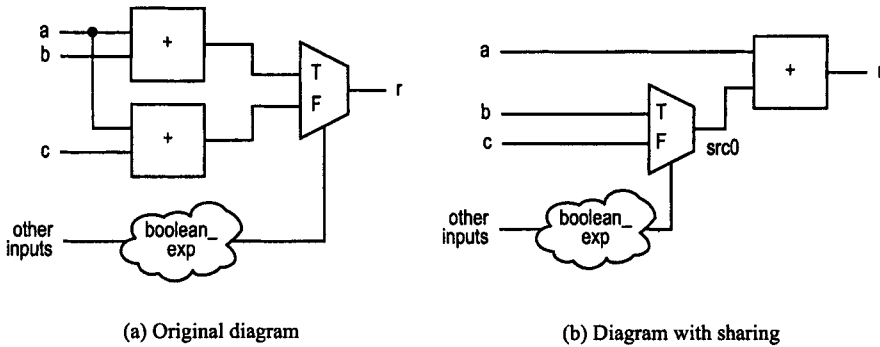 a
b
+
T
F
r
+
c
other
inputs
boolean_
exp
(a) Original diagram
a
+
b
T
c
F
src0
other
inputs
boolean_
exp
(b) Diagram with sharing